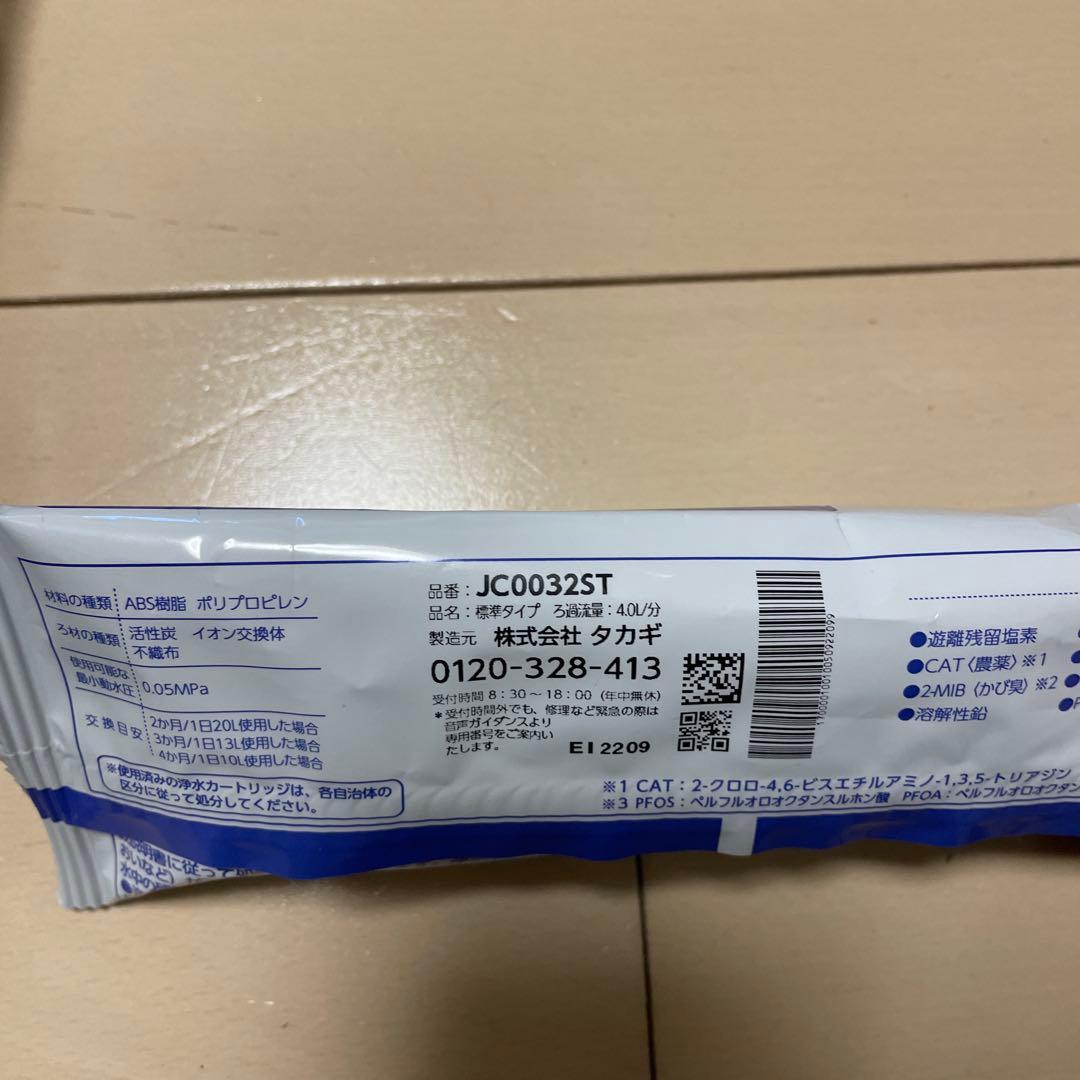 材料の種類 ABS樹脂 ポリプロピレン
ろ材の種類 活性炭 イオン交換体
不織布
使用可能な
最小動水圧 0.05MPa
交換目安 2か月/1日20L使用した場合
3か月/1日13L使用した場合
4か月/1日10L使用した場合
※使用済みの浄水カートリッジは、各自治体の
区分に従って処分してください。
品番：JC0032ST
品名：標準タイプ ろ過流量：4.0L/分
製造元 株式会社 タカギ
0120-328-413
受付時間 8：30～18：00（年中無休）
*受付時間外でも、修理など緊急の際は
音声ガイダンスより
専用番号をご案内い
たします。
EI2209
●遊離残留塩素
●CAT〈農薬〉※1
●2-MIB〈かび臭〉※2
●溶解性鉛
※1 CAT：2-クロロ-4,6-ビスエチルアミノ-1,3,5-トリアジン
※3 PFOS：ペルフルオロオクタンスルホン酸 PFOA：ペルフルオロオクタン
に従って
おいなど）
水中の